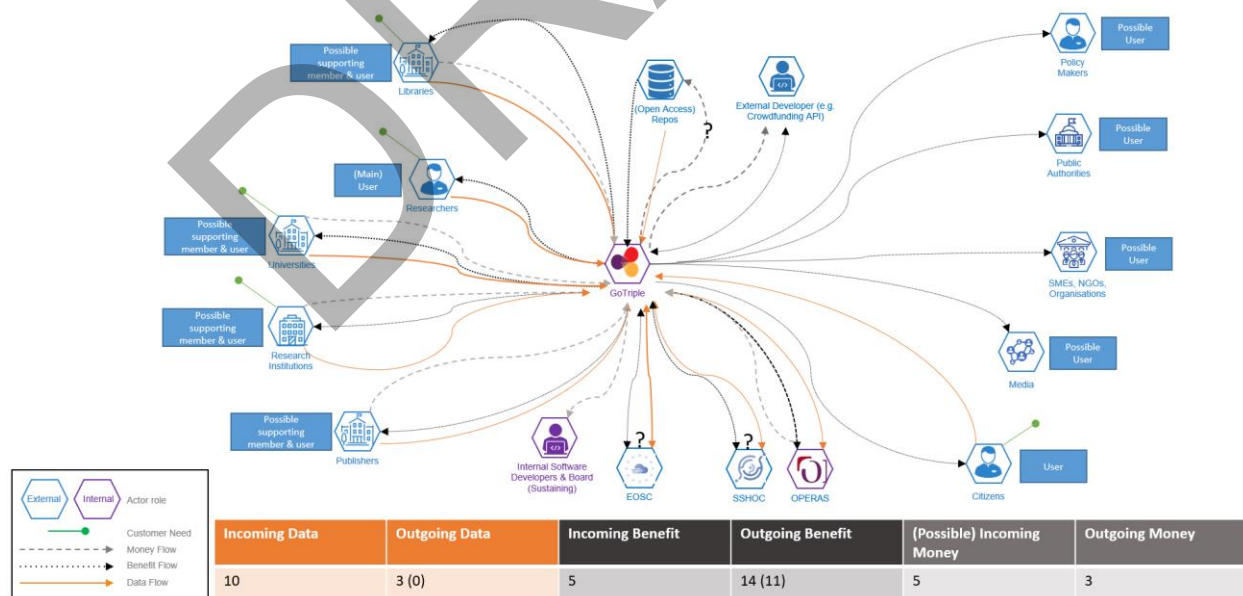 DR
Possible
supporting
member & user
Libraries
(Open Access)
Repos
?
External Developer (e.g.
Crowdfunding API)
Policy
Makers
Possible
User
(Main)
User
Researchers
Public
Authorities
Possible
User
Possible
supporting
member & user
Universities
GoTriple
SMEs, NGOs,
Organisations
Possible
User
Possible
supporting
member & user
Research
Institutions
Media
Possible
User
Possible
supporting
member & user
Publishers
Internal Software
Developers & Board
(Sustaining)
?
EOSC
?
SSHOC
OPERAS
Citizens
User
External
Internal
Actor role
Customer Need
Money Flow
Benefit Flow
Data Flow
Incoming Data
Outgoing Data
Incoming Benefit
Outgoing Benefit
(Possible) Incoming
Money
Outgoing Money
10
3 (0)
5
14 (11)
5
3